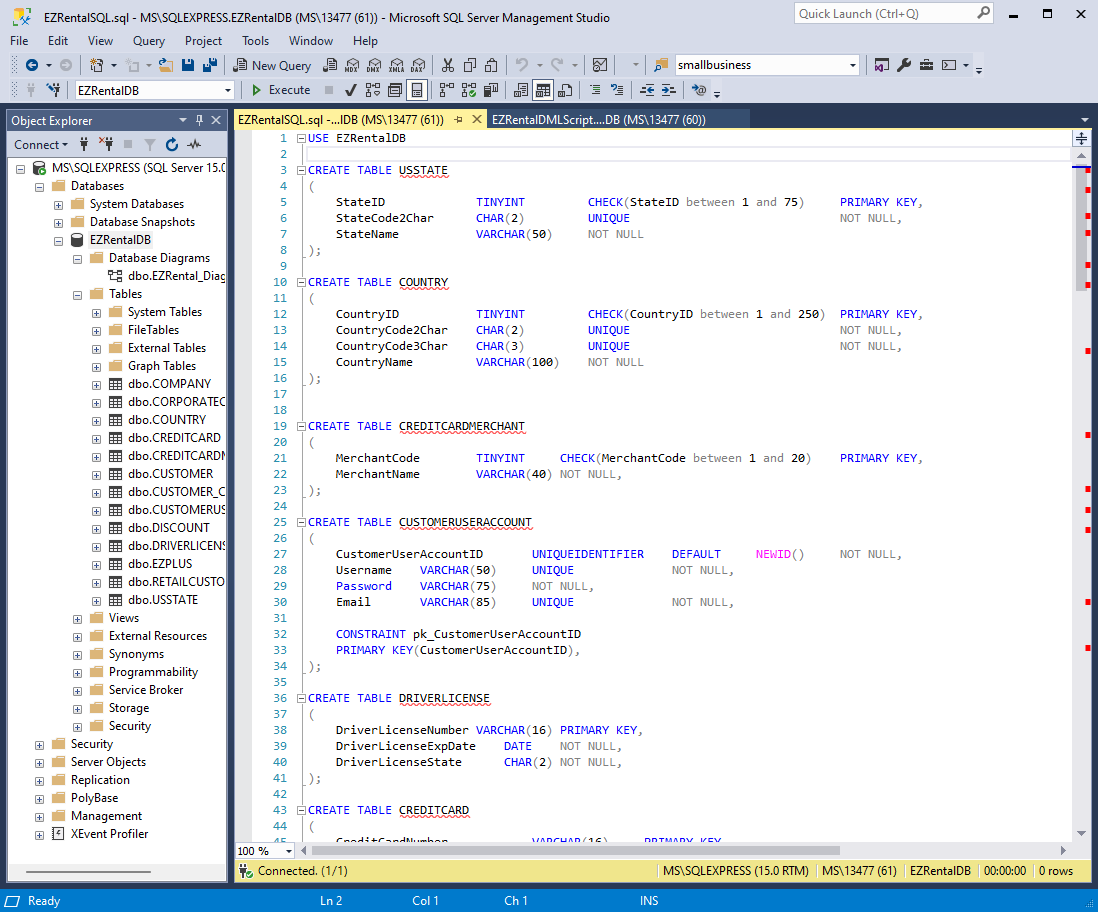 EZRentalSQL.sql - MS\SQLEXPRESS.EZRentalDB (MS\13477 (61)) - Microsoft SQL Server Management Studio
Quick Launch (Ctrl+Q)
File Edit View Query Project Tools Window Help
New Query MDX DMX XMLA DAX smallbusiness
EZRentalDB Execute
Object Explorer
Connect
MS\SQLEXPRESS (SQL Server 15.0
Databases
System Databases
Database Snapshots
EZRentalDB
Database Diagrams
dbo.EZRental_Diag
Tables
System Tables
FileTables
External Tables
Graph Tables
dbo.COMPANY
dbo.CORPORATEC
dbo.COUNTRY
dbo.CREDITCARD
dbo.CREDITCARDM
dbo.CUSTOMER
dbo.CUSTOMER_C
dbo.CUSTOMERUS
dbo.DISCOUNT
dbo.DRIVERLICENS
dbo.EZPLUS
dbo.RETAILCUSTO
dbo.USSTATE
Views
External Resources
Synonyms
Programmability
Service Broker
Storage
Security
Security
Server Objects
Replication
PolyBase
Management
XEvent Profiler
EZRentalSQL.sql -...lDB (MS\13477 (61)) EZRentalDMLScript....DB (MS\13477 (60))
1 USE EZRentalDB
2
3 CREATE TABLE USSTATE
4 (
5 StateID TINYINT CHECK(StateID between 1 and 75) PRIMARY KEY,
6 StateCode2Char CHAR(2) UNIQUE NOT NULL,
7 StateName VARCHAR(50) NOT NULL
8 );
9
10 CREATE TABLE COUNTRY
11 (
12 CountryID TINYINT CHECK(CountryID between 1 and 250) PRIMARY KEY,
13 CountryCode2Char CHAR(2) UNIQUE NOT NULL,
14 CountryCode3Char CHAR(3) UNIQUE NOT NULL,
15 CountryName VARCHAR(100) NOT NULL
16 );
17
18
19 CREATE TABLE CREDITCARDMERCHANT
20 (
21 MerchantCode TINYINT CHECK(MerchantCode between 1 and 20) PRIMARY KEY,
22 MerchantName VARCHAR(40) NOT NULL,
23 );
24
25 CREATE TABLE CUSTOMERUSERACCOUNT
26 (
27 CustomerUserAccountID UNIQUEIDENTIFIER DEFAULT NEWID() NOT NULL,
28 Username VARCHAR(50) UNIQUE NOT NULL,
29 Password VARCHAR(75) NOT NULL,
30 Email VARCHAR(85) UNIQUE NOT NULL,
31
32 CONSTRAINT pk_CustomerUserAccountID
33 PRIMARY KEY(CustomerUserAccountID),
34 );
35
36 CREATE TABLE DRIVERLICENSE
37 (
38 DriverLicenseNumber VARCHAR(16) PRIMARY KEY,
39 DriverLicenseExpDate DATE NOT NULL,
40 DriverLicenseState CHAR(2) NOT NULL,
41 );
42
43 CREATE TABLE CREDITCARD
44 (
45 CreditCardNumber VARCHAR(16) PRIMARY KEY
100 %
Connected. (1/1) MS\SQLEXPRESS (15.0 RTM) MS\13477 (61) EZRentalDB 00:00:00 0 rows
Ready Ln 2 Col 1 Ch 1 INS